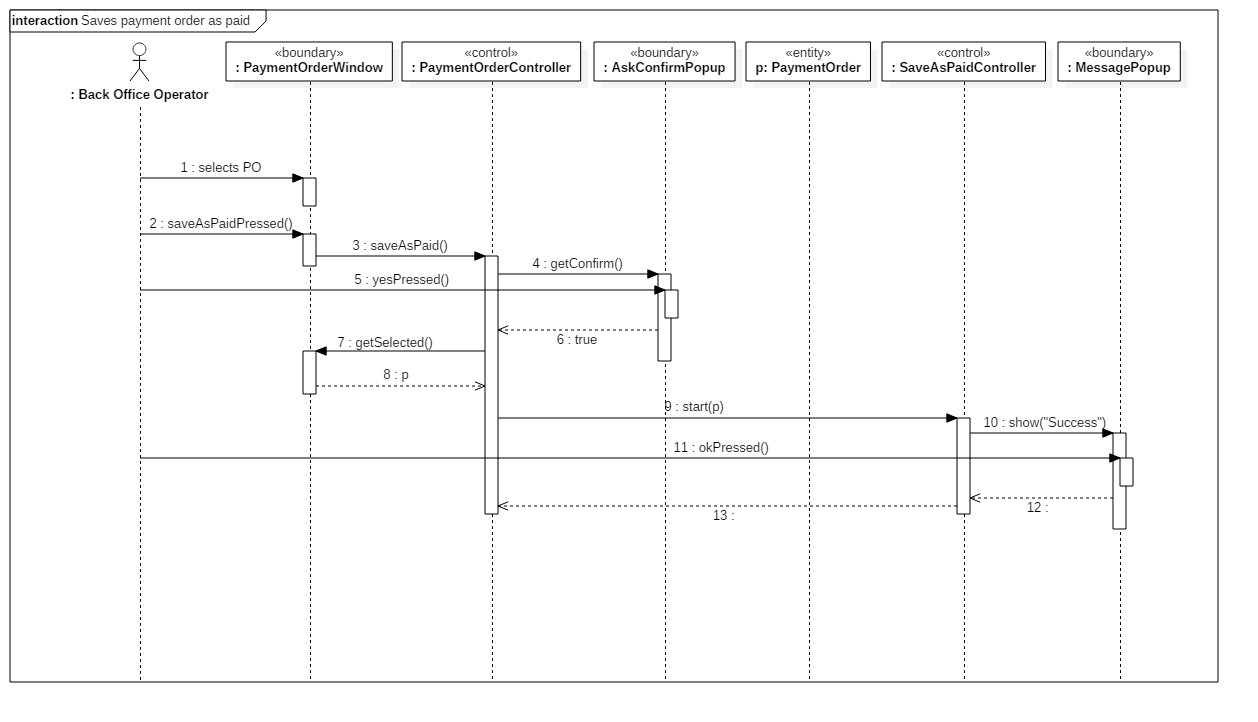 interaction Saves payment order as paid
«boundary»
: PaymentOrderWindow
«control»
: PaymentOrderController
«boundary»
: AskConfirmPopup
«entity»
p: PaymentOrder
«control»
: SaveAsPaidController
«boundary»
: MessagePopup
: Back Office Operator
1 : selects PO
2 : saveAsPaidPressed()
3 : saveAsPaid()
4 : getConfirm()
5 : yesPressed()
6 : true
7 : getSelected()
8 : p
9 : start(p)
10 : show("Success")
11 : okPressed()
12 :
13 :